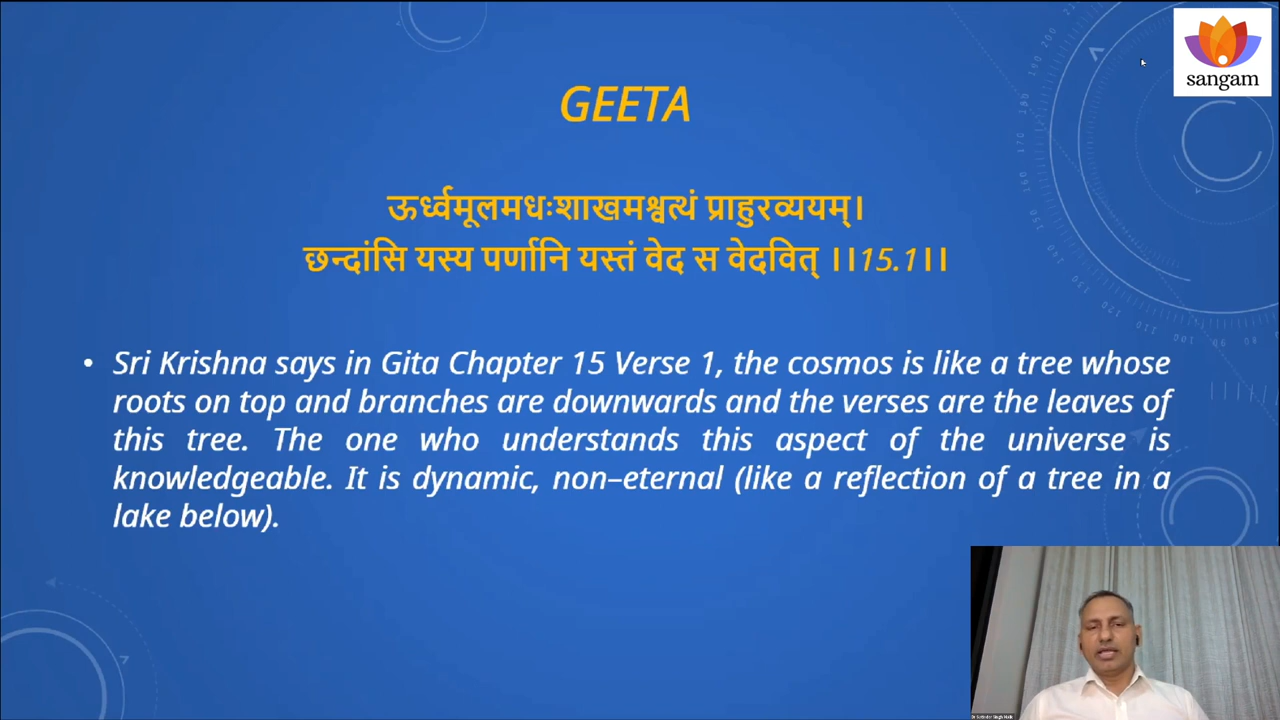 sangam
GEETA
ऊर्ध्वमूलमधःशाखमश्वत्थं प्राहुरव्ययम्।
छन्दांसि यस्य पर्णानि यस्तं वेद स वेदवित् ।।15.1।।
• Sri Krishna says in Gita Chapter 15 Verse 1, the cosmos is like a tree whose
roots on top and branches are downwards and the verses are the leaves of
this tree. The one who understands this aspect of the universe is
knowledgeable. It is dynamic, non–eternal (like a reflection of a tree in a
lake below).